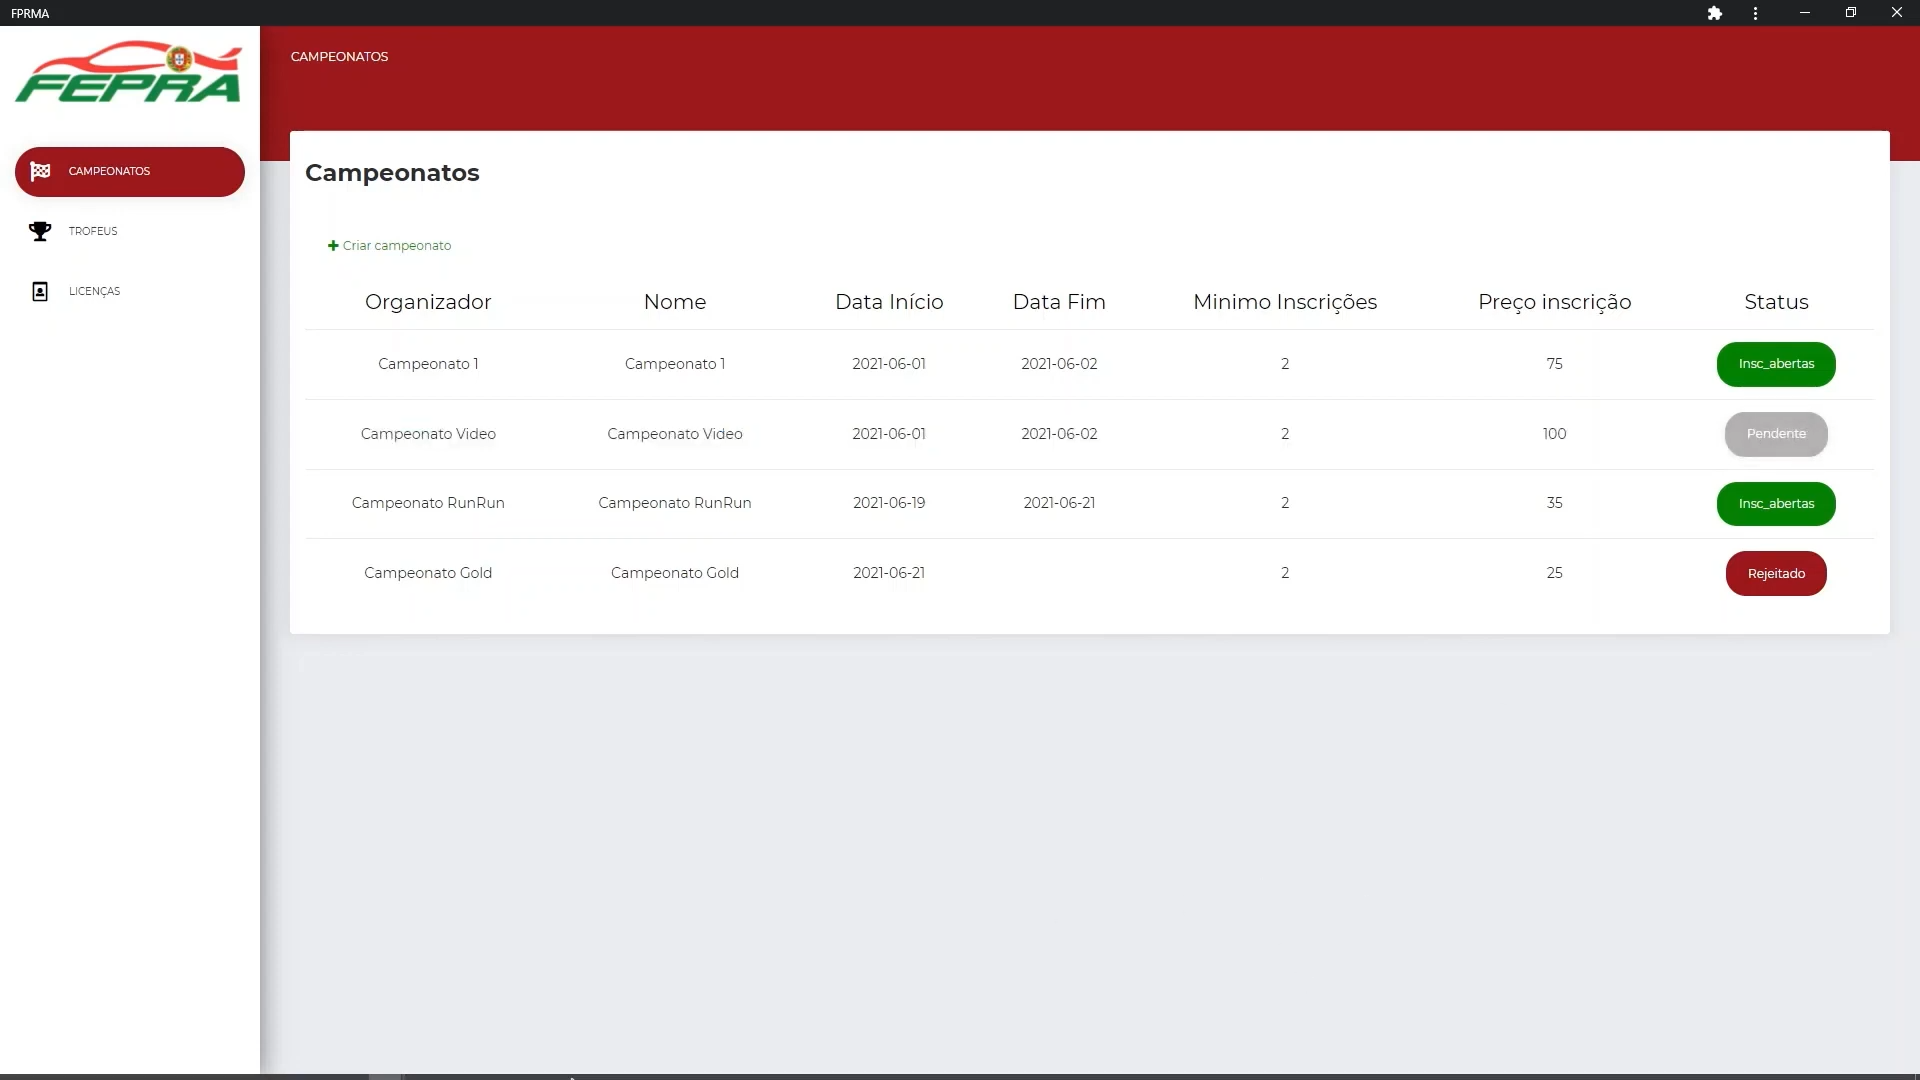 FPRMA
FEPRA
CAMPEONATOS
CAMPEONATOS
TROFEUS
LICENÇAS
Campeonatos
Criar campeonato
Organizador Nome Data Início Data Fim Minimo Inscrições Preço inscrição Status
Campeonato 1 Campeonato 1 2021-06-01 2021-06-02 2 75 Insc_abertas
Campeonato Video Campeonato Video 2021-06-01 2021-06-02 2 100 Pendente
Campeonato RunRun Campeonato RunRun 2021-06-19 2021-06-21 2 35 Insc_abertas
Campeonato Gold Campeonato Gold 2021-06-21 2 25 Rejeitado